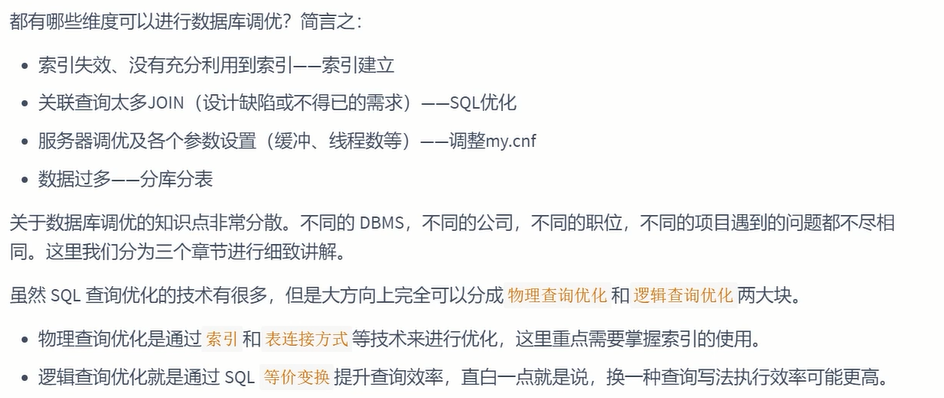 都有哪些维度可以进行数据库调优？简言之：
• 索引失效、没有充分利用到索引——索引建立
• 关联查询太多JOIN（设计缺陷或不得已的需求）——SQL优化
• 服务器调优及各个参数设置（缓冲、线程数等）——调整my.cnf
• 数据过多——分库分表
关于数据库调优的知识点非常分散。不同的 DBMS，不同的公司，不同的职位，不同的项目遇到的问题都不尽相
同。这里我们分为三个章节进行细致讲解。
虽然 SQL 查询优化的技术有很多，但是大方向上完全可以分成 物理查询优化 和 逻辑查询优化 两大块。
• 物理查询优化是通过 索引 和 表连接方式 等技术来进行优化，这里重点需要掌握索引的使用。
• 逻辑查询优化就是通过 SQL 等价变换 提升查询效率，直白一点就是说，换一种查询写法执行效率可能更高。